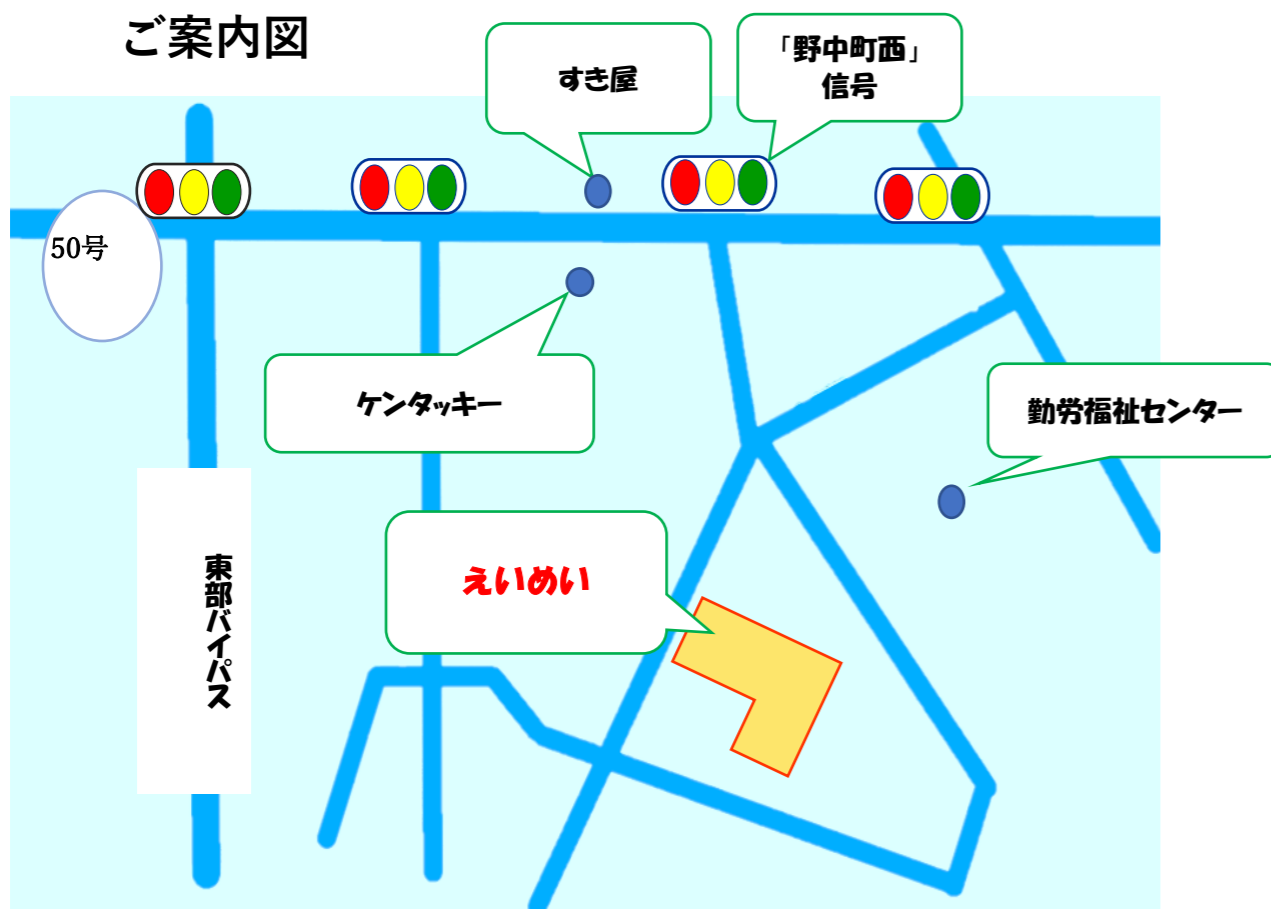 ご案内図
すき屋
「野中町西」
信号
50号
ケンタッキー
勤労福祉センター
えいめい
東部バイパス